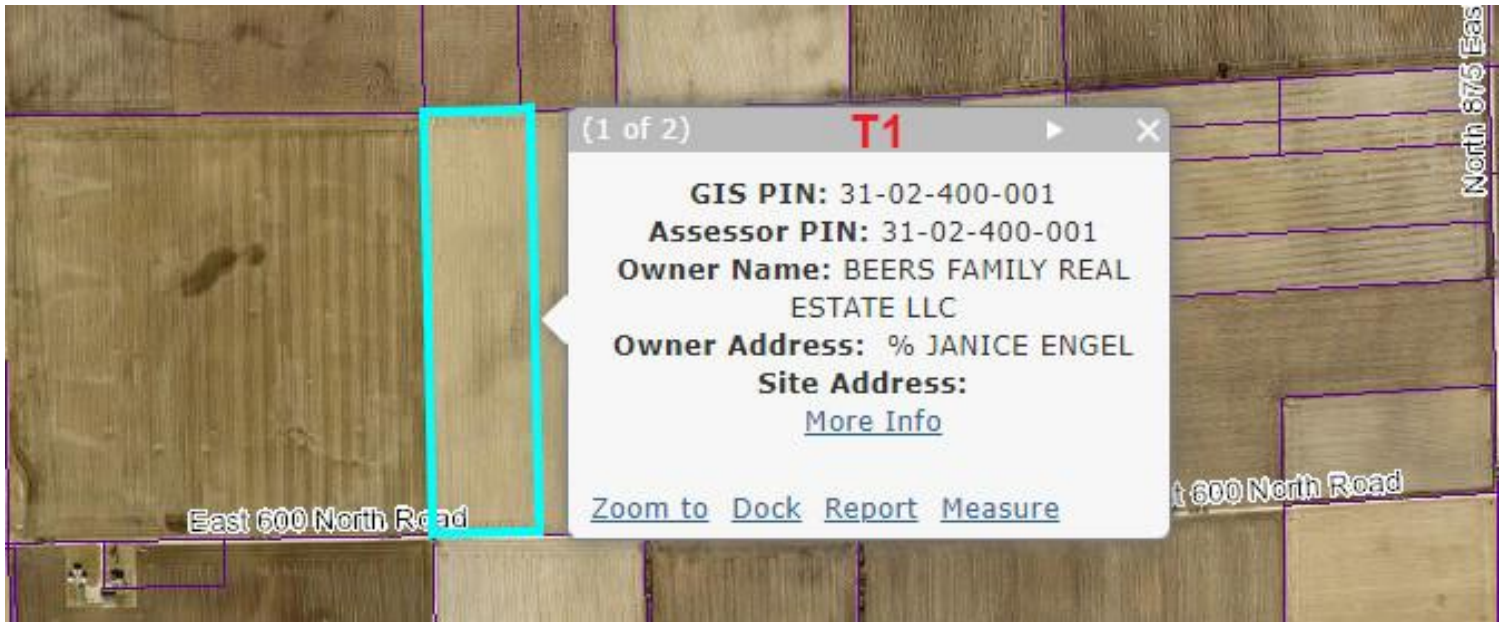 North 875 Eas
(1 of 2) T1
GIS PIN: 31-02-400-001
Assessor PIN: 31-02-400-001
Owner Name: BEERS FAMILY REAL
ESTATE LLC
Owner Address: % JANICE ENGEL
Site Address:
More Info
Zoom to Dock Report Measure
East 600 North Road
t 600 North Road